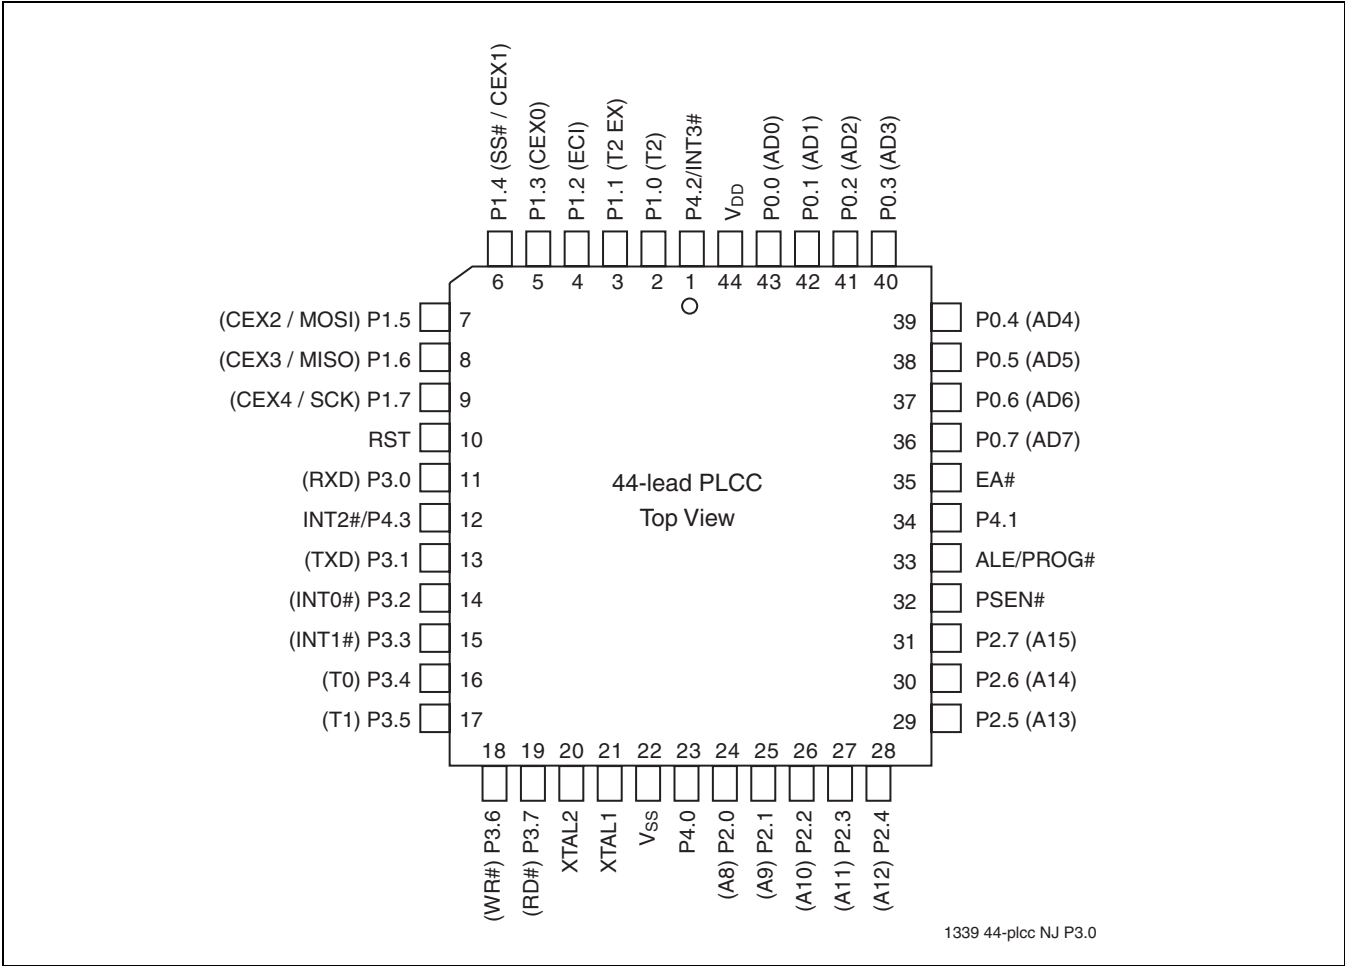 P1.4 (SS# / CEX1)
P1.3 (CEX0)
P1.2 (ECI)
P1.1 (T2 EX)
P1.0 (T2)
P4.2/INT3#
VDD
P0.0 (AD0)
P0.1 (AD1)
P0.2 (AD2)
P0.3 (AD3)
6 5 4 3 2 1 44 43 42 41 40
(CEX2 / MOSI) P1.5 7
(CEX3 / MISO) P1.6 8
(CEX4 / SCK) P1.7 9
RST 10
(RXD) P3.0 11
INT2#/P4.3 12
(TXD) P3.1 13
(INT0#) P3.2 14
(INT1#) P3.3 15
(T0) P3.4 16
(T1) P3.5 17
44-lead PLCC
Top View
39 P0.4 (AD4)
38 P0.5 (AD5)
37 P0.6 (AD6)
36 P0.7 (AD7)
35 EA#
34 P4.1
33 ALE/PROG#
32 PSEN#
31 P2.7 (A15)
30 P2.6 (A14)
29 P2.5 (A13)
18 19 20 21 22 23 24 25 26 27 28
(WR#) P3.6
(RD#) P3.7
XTAL2
XTAL1
VSS
P4.0
(A8) P2.0
(A9) P2.1
(A10) P2.2
(A11) P2.3
(A12) P2.4
1339 44-plcc NJ P3.0